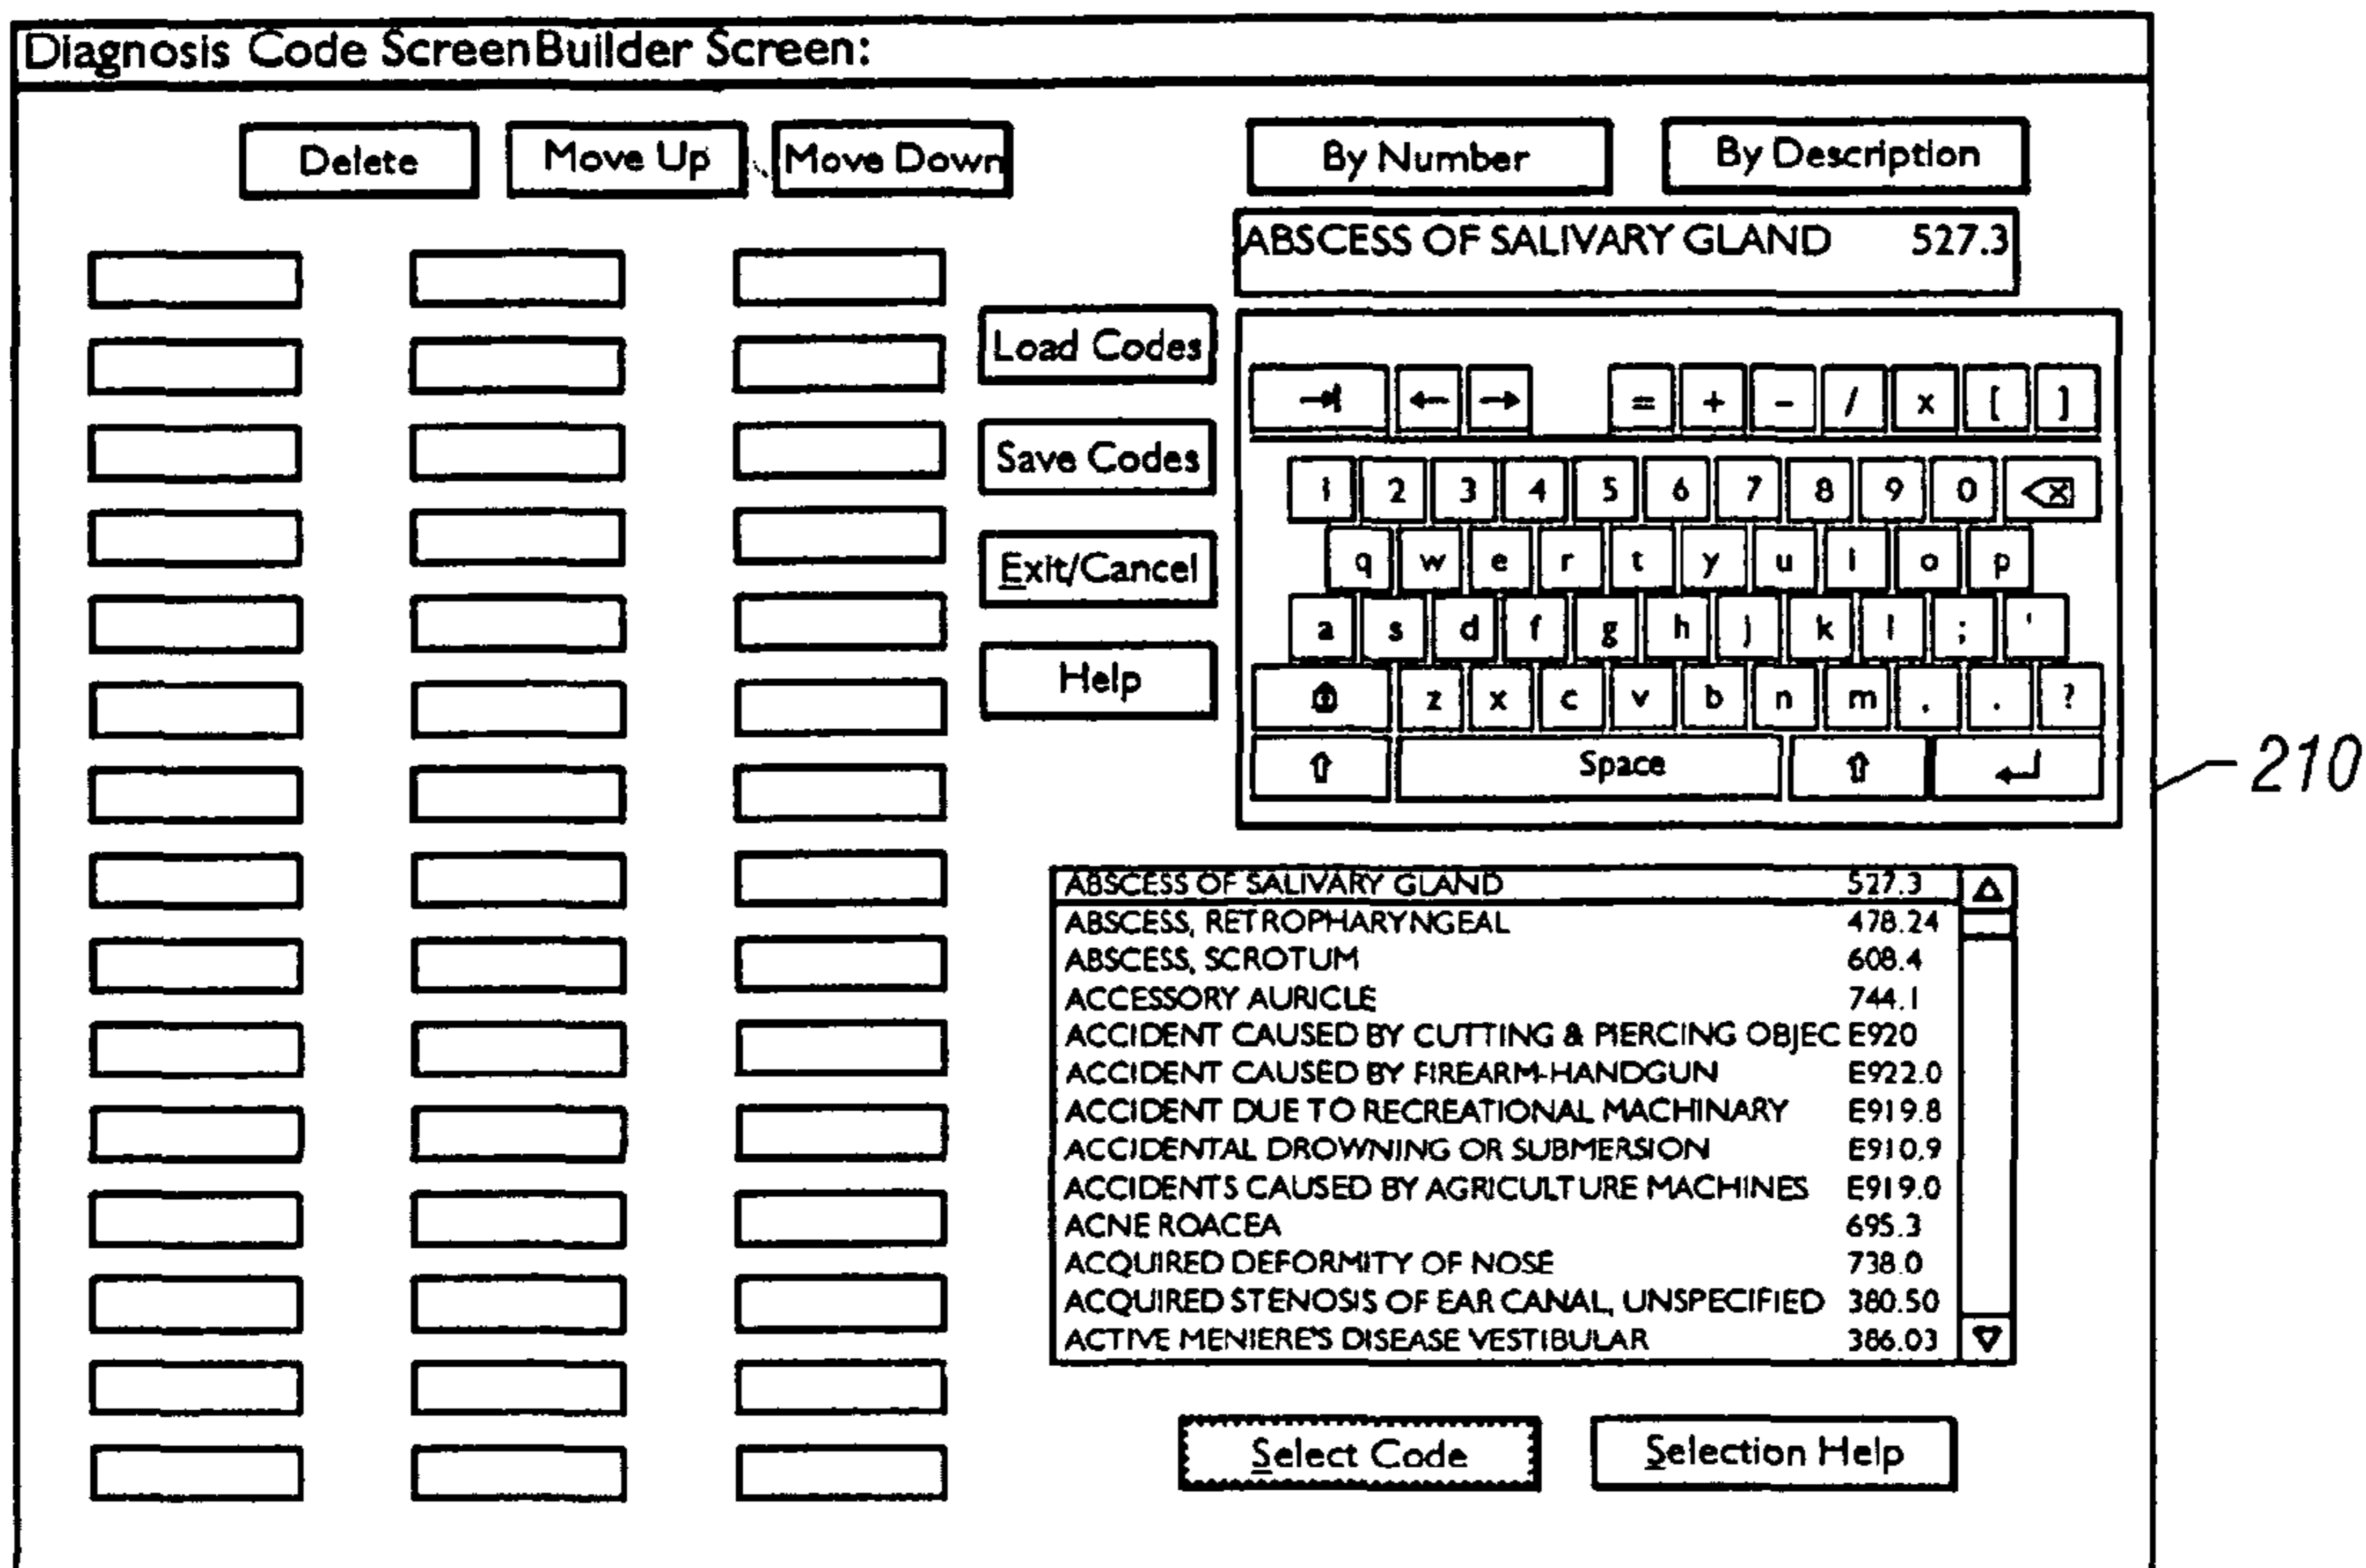 Diagnosis Code ScreenBuilder Screen:
Delete Move Up Move Down By Number By Description
ABSCESS OF SALIVARY GLAND 527.3
Load Codes
Save Codes
Exit/Cancel
Help
= + - / x [ ]
1 2 3 4 5 6 7 8 9 0
q w e r t y u i o p
a s d f g h j k l ; '
z x c v b n m , . ?
Space
210
ABSCESS OF SALIVARY GLAND 527.3
ABSCESS, RETROPHARYNGEAL 478.24
ABSCESS, SCROTUM 608.4
ACCESSORY AURICLE 744.1
ACCIDENT CAUSED BY CUTTING & PIERCING OBJEC E920
ACCIDENT CAUSED BY FIREARM-HANDGUN E922.0
ACCIDENT DUE TO RECREATIONAL MACHINARY E919.8
ACCIDENTAL DROWNING OR SUBMERSION E910.9
ACCIDENTS CAUSED BY AGRICULTURE MACHINES E919.0
ACNE ROACEA 695.3
ACQUIRED DEFORMITY OF NOSE 738.0
ACQUIRED STENOSIS OF EAR CANAL, UNSPECIFIED 380.50
ACTIVE MENIERE'S DISEASE VESTIBULAR 386.03
Select Code Selection Help